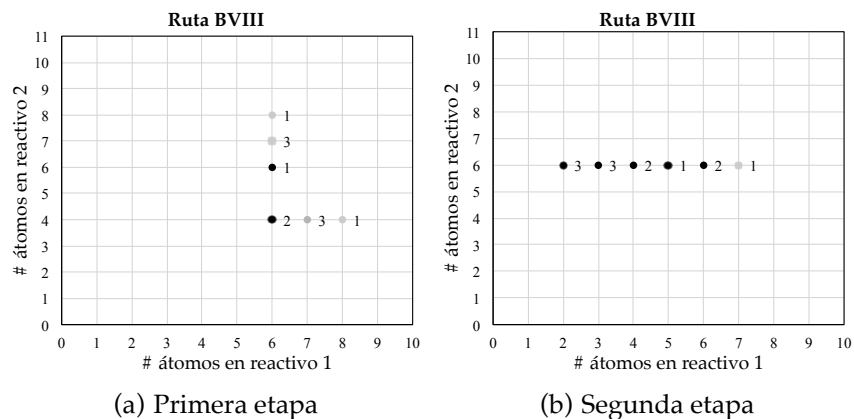 Ruta BVIII
11
10
9
8
7
6
5
4
3
2
1
0
# átomos en reactivo 2
1
3
1
2 3 1
0 1 2 3 4 5 6 7 8 9 10
# átomos en reactivo 1
(a) Primera etapa
Ruta BVIII
11
10
9
8
7
6
5
4
3
2
1
0
# átomos en reactivo 2
3 3 2 1 2 1
0 1 2 3 4 5 6 7 8 9 10
# átomos en reactivo 1
(b) Segunda etapa